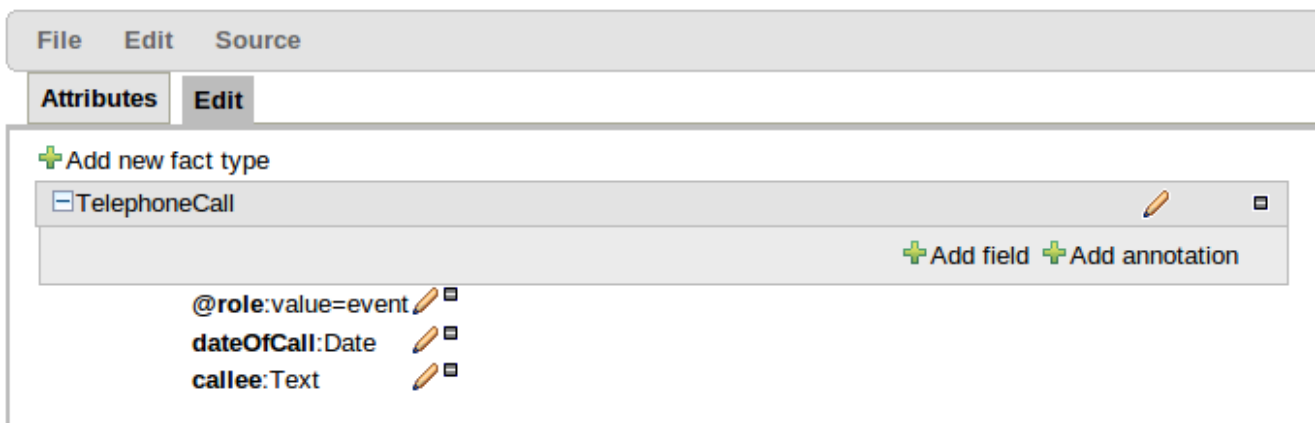 File Edit Source
Attributes Edit
Add new fact type
TelephoneCall
Add field Add annotation
@role:value=event
dateOfCall:Date
callee:Text